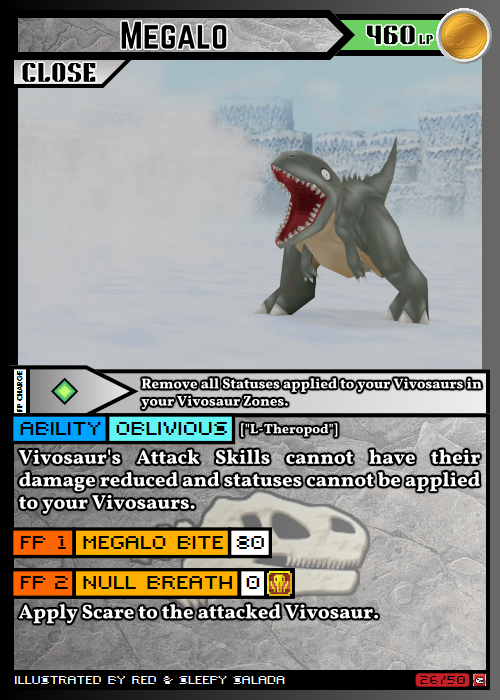 MEGALO
460 LP
CLOSE
FP CHARGE
Remove all Statuses applied to your Vivosaurs in
your Vivosaur Zones.
ABILITY OBLIVIOUS ["L-Theropod"]
Vivosaur's Attack Skills cannot have their
damage reduced and statuses cannot be applied
to your Vivosaurs.
FP 1 MEGALO BITE 80
FP 2 NULL BREATH 0
Apply Scare to the attacked Vivosaur.
ILLUSTRATED BY RED & SLEEPY SALADA
26/50